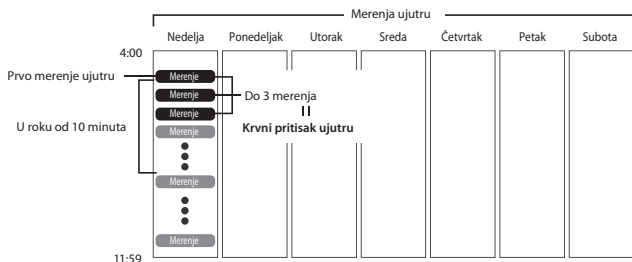 Merenja ujutru
Nedelja Ponedeljak Utorak Sreda Četvrtak Petak Subota
4:00
Prvo merenje ujutru
Merenje
Merenje
Do 3 merenja
Merenje
U roku od 10 minuta
Merenje
Krvni pritisak ujutru
Merenje
Merenje
11:59